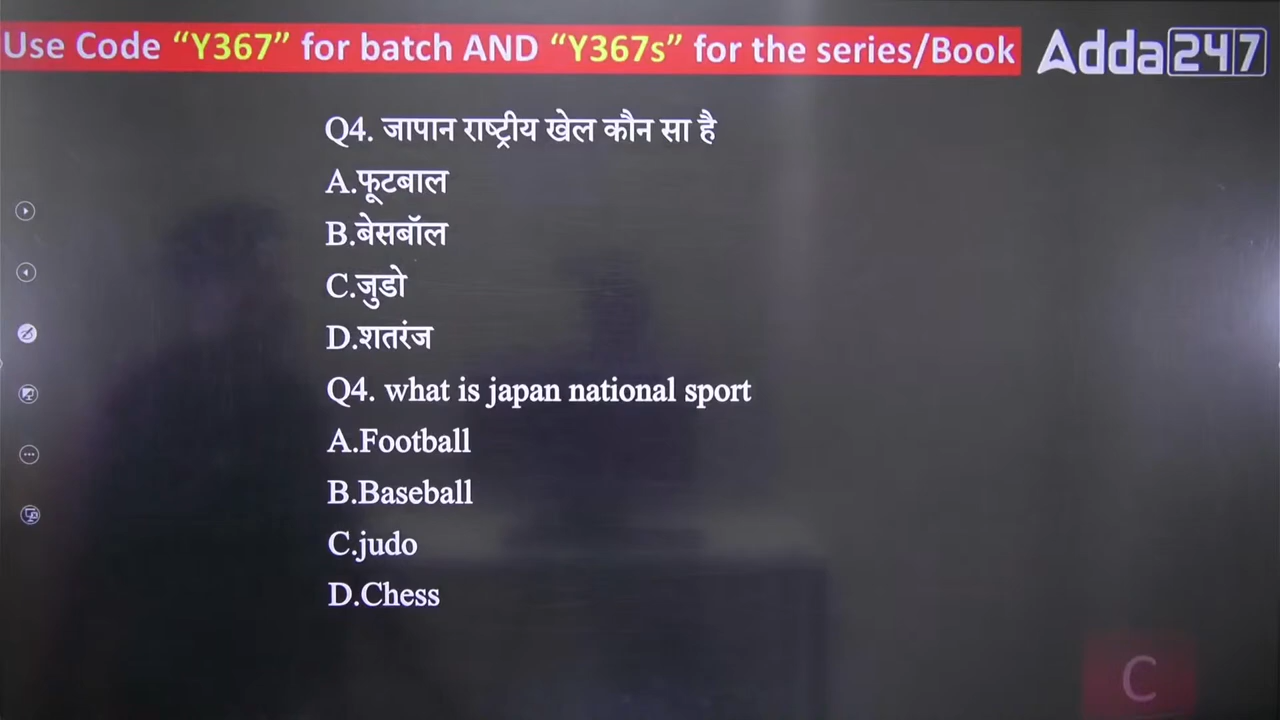 Use Code “Y367” for batch AND “Y367s” for the series/Book
Adda247
Q4. जापान राष्ट्रीय खेल कौन सा है
A.फूटबाल
B.बेसबॉल
C.जुडो
D.शतरंज
Q4. what is japan national sport
A.Football
B.Baseball
C.judo
D.Chess
C